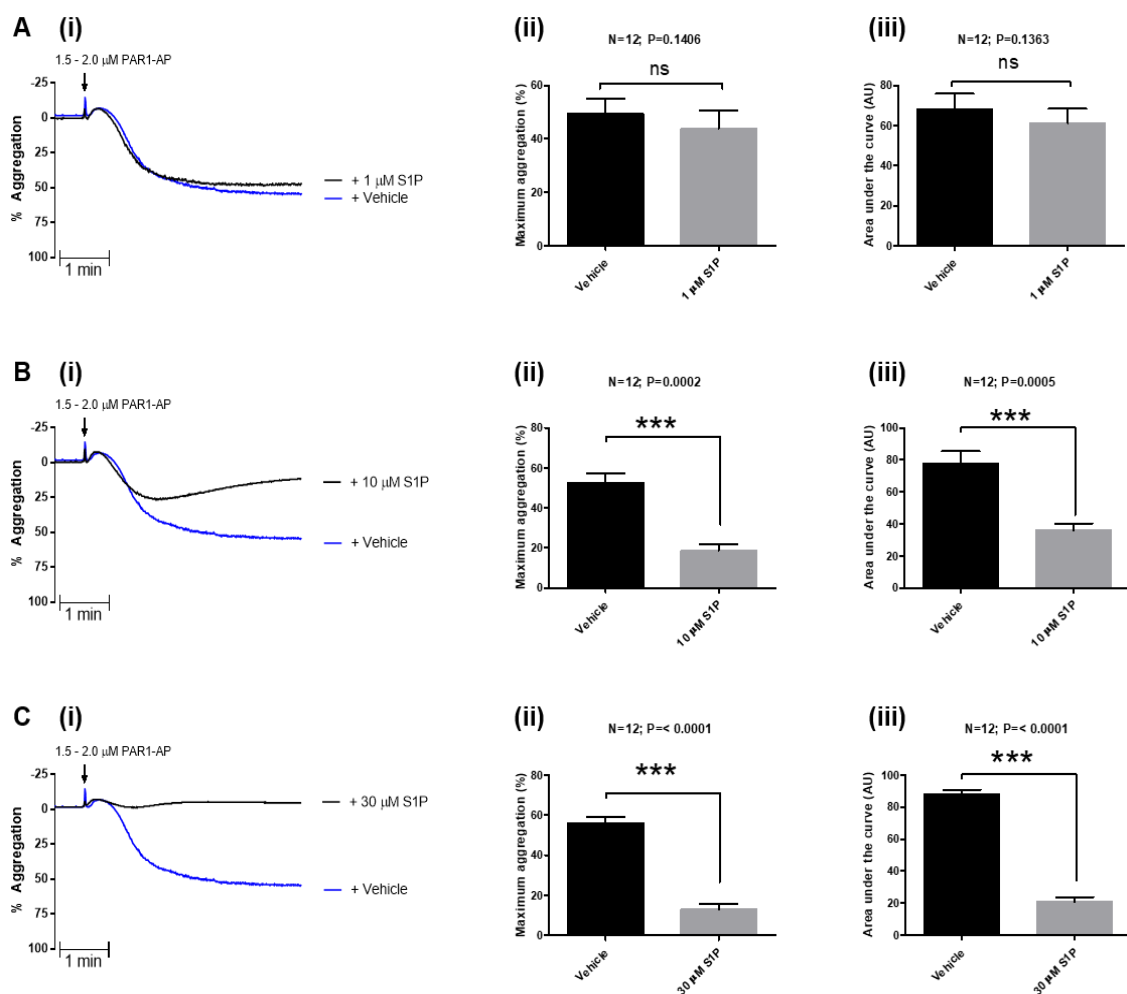 A (i)
1.5 - 2.0 μM PAR1-AP
-25
0
25
50
75
100
% Aggregation
+ 1 μM S1P
+ Vehicle
1 min
(ii)
N=12; P=0.1406
ns
60
40
20
0
Maximum aggregation (%)
Vehicle
1 μM S1P
(iii)
N=12; P=0.1363
ns
80
60
40
20
0
Area under the curve (AU)
Vehicle
1 μM S1P
B (i)
1.5 - 2.0 μM PAR1-AP
-25
0
25
50
75
100
% Aggregation
+ 10 μM S1P
+ Vehicle
1 min
(ii)
N=12; P=0.0002
***
80
60
40
20
0
Maximum aggregation (%)
Vehicle
10 μM S1P
(iii)
N=12; P=0.0005
***
100
80
60
40
20
0
Area under the curve (AU)
Vehicle
10 μM S1P
C (i)
1.5 - 2.0 μM PAR1-AP
-25
0
25
50
75
100
% Aggregation
+ 30 μM S1P
+ Vehicle
1 min
(ii)
N=12; P=< 0.0001
***
80
60
40
20
0
Maximum aggregation (%)
Vehicle
30 μM S1P
(iii)
N=12; P=< 0.0001
***
100
80
60
40
20
0
Area under the curve (AU)
Vehicle
30 μM S1P